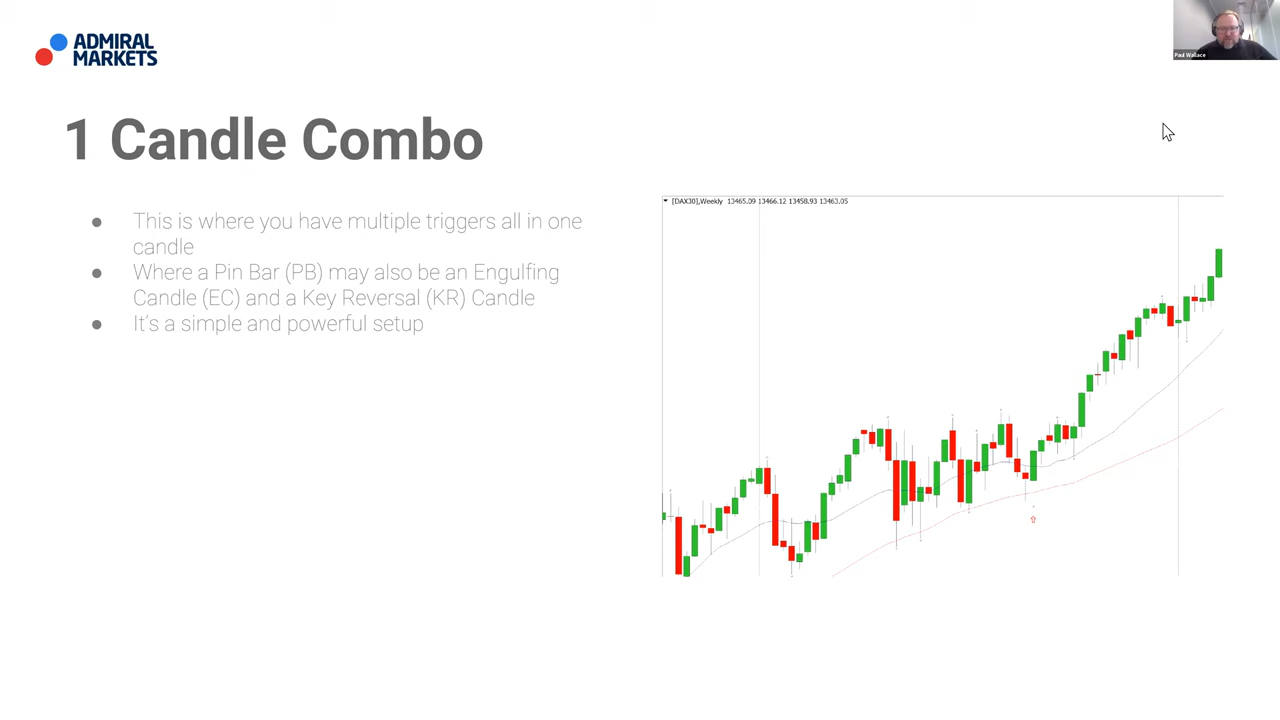 ADMIRAL
MARKETS
Paul Wallace
1 Candle Combo
● This is where you have multiple triggers all in one
candle
● Where a Pin Bar (PB) may also be an Engulfing
Candle (EC) and a Key Reversal (KR) Candle
● It's a simple and powerful setup
[DAX30],Weekly 13465.09 13466.12 13458.93 13463.05